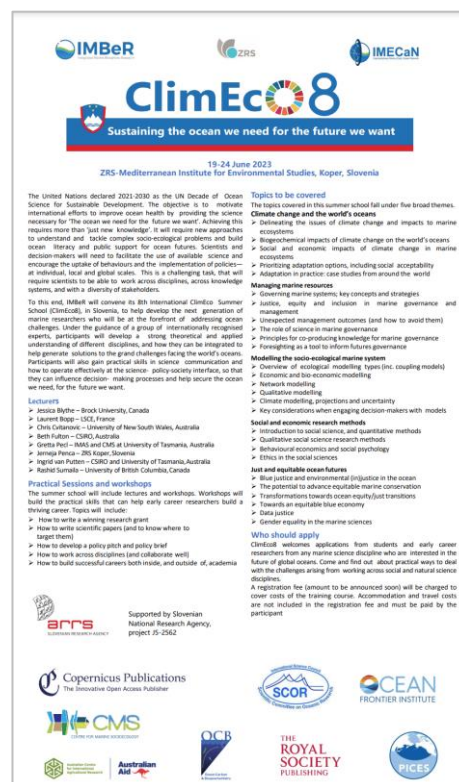 IMBeR
Integrated Marine Biosphere Research
ZRS
IMECaN
ClimEco8
Sustaining the ocean we need for the future we want
19-24 June 2023
ZRS-Mediterranean Institute for Environmental Studies, Koper, Slovenia
The United Nations declared 2021-2030 as the UN Decade of Ocean
Science for Sustainable Development. The objective is to motivate
international efforts to improve ocean health by providing the science
necessary for 'The ocean we need for the future we want'. Achieving this
requires more than 'just new knowledge'. It will require new approaches
to understand and tackle complex socio-ecological problems and build
ocean literacy and public support for ocean futures. Scientists and
decision-makers will need to facilitate the use of available science and
encourage the uptake of behaviours and the implementation of policies—
at individual, local and global scales. This is a challenging task, that will
require scientists to be able to work across disciplines, across knowledge
systems, and with a diversity of stakeholders.
To this end, IMBeR will convene its 8th International ClimEco Summer
School (ClimEco8), in Slovenia, to help develop the next generation of
marine researchers who will be at the forefront of addressing ocean
challenges. Under the guidance of a group of internationally recognised
experts, participants will develop a strong theoretical and applied
understanding of different disciplines, and how they can be integrated to
help generate solutions to the grand challenges facing the world's oceans.
Participants will also gain practical skills in science communication and
how to operate effectively at the science- policy-society interface, so that
they can influence decision- making processes and help secure the ocean
we need, for the future we want.
Lecturers
➢ Jessica Blythe – Brock University, Canada
➢ Laurent Bopp – LSCE, France
➢ Chris Cvitanovic – University of New South Wales, Australia
➢ Beth Fulton – CSIRO, Australia
➢ Gretta Pecl – IMAS and CMS at University of Tasmania, Australia
➢ Jerneja Penca – ZRS Koper, Slovenia
➢ Ingrid van Putten – CSIRO and University of Tasmania, Australia
➢ Rashid Sumaila – University of British Columbia, Canada
Practical Sessions and workshops
The summer school will include lectures and workshops. Workshops will
build the practical skills that can help early career researchers build a
thriving career. Topics will include:
➢ How to write a winning research grant
➢ How to write scientific papers (and to know where to
target them)
➢ How to develop a policy pitch and policy brief
➢ How to work across disciplines (and collaborate well)
➢ How to build successful careers both inside, and outside of, academia
Topics to be covered
The topics covered in this summer school fall under five broad themes.
Climate change and the world's oceans
➢ Delineating the issues of climate change and impacts to marine
ecosystems
➢ Biogeochemical impacts of climate change on the world's oceans
➢ Social and economic impacts of climate change in marine
ecosystems
➢ Prioritizing adaptation options, including social acceptability
➢ Adaptation in practice: case studies from around the world
Managing marine resources
➢ Governing marine systems; key concepts and strategies
➢ Justice, equity and inclusion in marine governance and
management
➢ Unexpected management outcomes (and how to avoid them)
➢ The role of science in marine governance
➢ Principles for co-producing knowledge for marine governance
➢ Foresighting as a tool to inform futures governance
Modelling the socio-ecological marine system
➢ Overview of ecological modelling types (inc. coupling models)
➢ Economic and bio-economic modelling
➢ Network modelling
➢ Qualitative modelling
➢ Climate modelling, projections and uncertainty
➢ Key considerations when engaging decision-makers with models
Social and economic research methods
➢ Introduction to social science, and quantitative methods
➢ Qualitative social science research methods
➢ Behavioural economics and social psychology
➢ Ethics in the social sciences
Just and equitable ocean futures
➢ Blue justice and environmental (in)justice in the ocean
➢ The potential to advance equitable marine conservation
➢ Transformations towards ocean equity/just transitions
➢ Towards an equitable blue economy
➢ Data justice
➢ Gender equality in the marine sciences
Who should apply
ClimEco8 welcomes applications from students and early career
researchers from any marine science discipline who are interested in the
future of global oceans. Come and find out about practical ways to deal
with the challenges arising from working across social and natural science
disciplines.
A registration fee (amount to be announced soon) will be charged to
cover costs of the training course. Accommodation and travel costs
are not included in the registration fee and must be paid by the
participant
arrs
SLOVENIAN RESEARCH AGENCY
Supported by Slovenian
National Research Agency,
project J5-2562
Copernicus Publications
The Innovative Open Access Publisher
International Science Council
SCOR
Scientific Committee on Oceanic Research
OCEAN
FRONTIER INSTITUTE
CMS
CENTRE FOR MARINE SOCIOECOLOGY
Australian Centre
for International
Agricultural Research
Australian
Aid
OCB
THE
ROYAL
SOCIETY
PUBLISHING
PICES